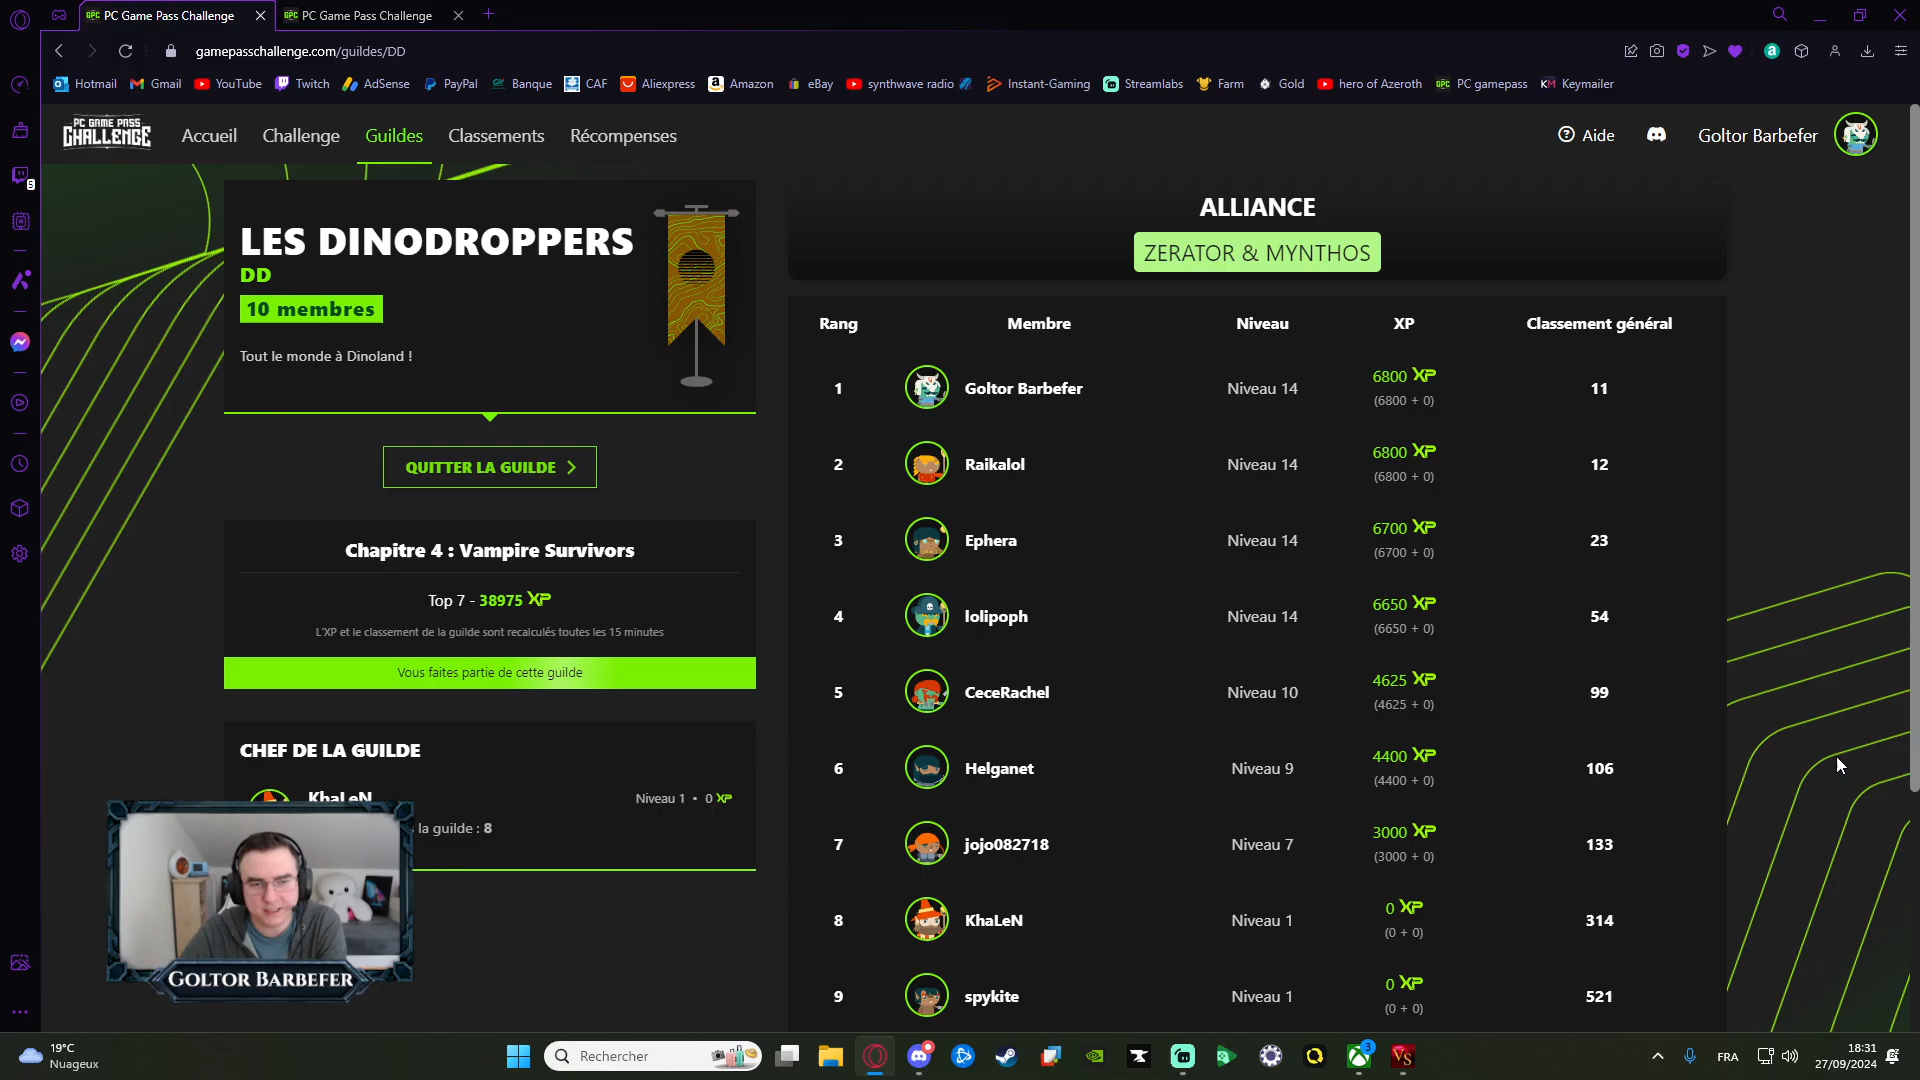 PC Game Pass Challenge
PC Game Pass Challenge
gamepasschallenge.com/guildes/DD
Hotmail
Gmail
YouTube
Twitch
AdSense
PayPal
Banque
CAF
Aliexpress
Amazon
eBay
synthwave radio
Instant-Gaming
Streamlabs
Farm
Gold
hero of Azeroth
PC gamepass
KM Keymailer
5
PC GAME PASS
CHALLENGE
Accueil
Challenge
Guildes
Classements
Récompenses
Aide
Goltor Barbefer
LES DINODROPPERS
DD
10 membres
Tout le monde à Dinoland !
QUITTER LA GUILDE
Chapitre 4 : Vampire Survivors
Top 7 - 38975 XP
L'XP et le classement de la guilde sont recalculés toutes les 15 minutes
Vous faites partie de cette guilde
CHEF DE LA GUILDE
KhaLeN
Niveau 1 • 0 XP
la guilde : 8
GOLTOR BARBEFER
ALLIANCE
ZERATOR & MYNTHOS
Rang Membre Niveau XP Classement général
1 Goltor Barbefer Niveau 14 6800 XP 11
(6800 + 0)
2 Raikalol Niveau 14 6800 XP 12
(6800 + 0)
3 Ephera Niveau 14 6700 XP 23
(6700 + 0)
4 lolipoph Niveau 14 6650 XP 54
(6650 + 0)
5 CeceRachel Niveau 10 4625 XP 99
(4625 + 0)
6 Helganet Niveau 9 4400 XP 106
(4400 + 0)
7 jojo082718 Niveau 7 3000 XP 133
(3000 + 0)
8 KhaLeN Niveau 1 0 XP 314
(0 + 0)
9 spykite Niveau 1 0 XP 521
(0 + 0)
19°C
Nuageux
Rechercher
3
VS
FRA
18:31
27/09/2024